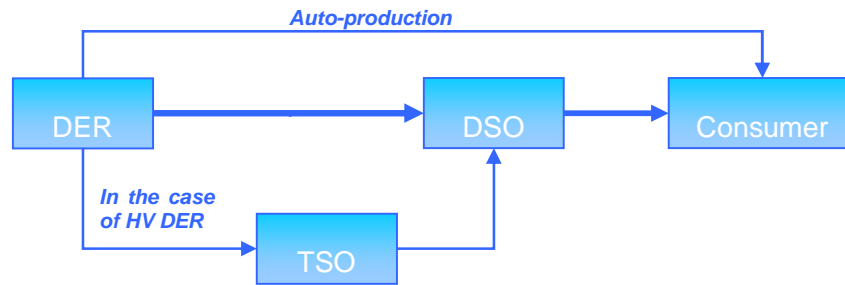 Auto-production
DER
DSO
Consumer
In the case
of HV DER
TSO